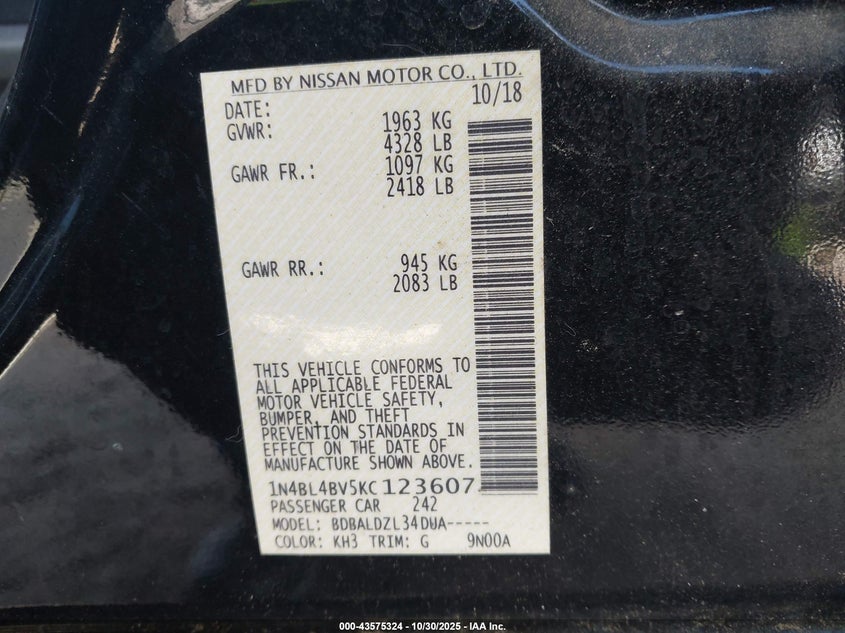 MFD BY NISSAN MOTOR CO., LTD.
DATE: 10/18
GVWR: 1963 KG
4328 LB
GAWR FR.: 1097 KG
2418 LB
GAWR RR.: 945 KG
2083 LB
THIS VEHICLE CONFORMS TO
ALL APPLICABLE FEDERAL
MOTOR VEHICLE SAFETY,
BUMPER, AND THEFT
PREVENTION STANDARDS IN
EFFECT ON THE DATE OF
MANUFACTURE SHOWN ABOVE.
1N4BL4BV5KC123607
PASSENGER CAR 242
MODEL: BDBALDZL34DUA-----
COLOR: KH3 TRIM: G 9N00A
000-43575324 - 10/30/2025 - IAA Inc.